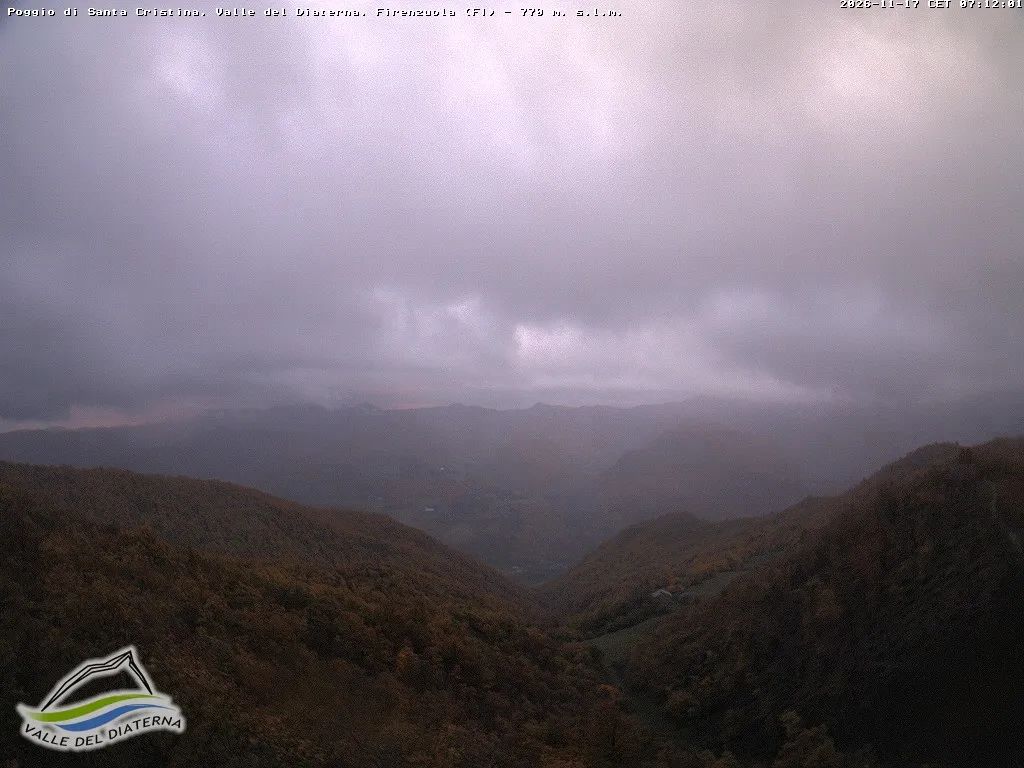 Poggio di Santa Cristina. Valle del Diaterna. Firenzuola (FI) - 770 m. s.l.m.
2026-11-17 CET 07:12:01
VALLE DEL DIATERNA